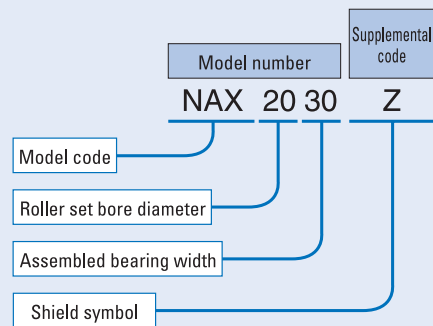 Supplemental
code
Model number
NAX 20 30 Z
Model code
Roller set bore diameter
Assembled bearing width
Shield symbol